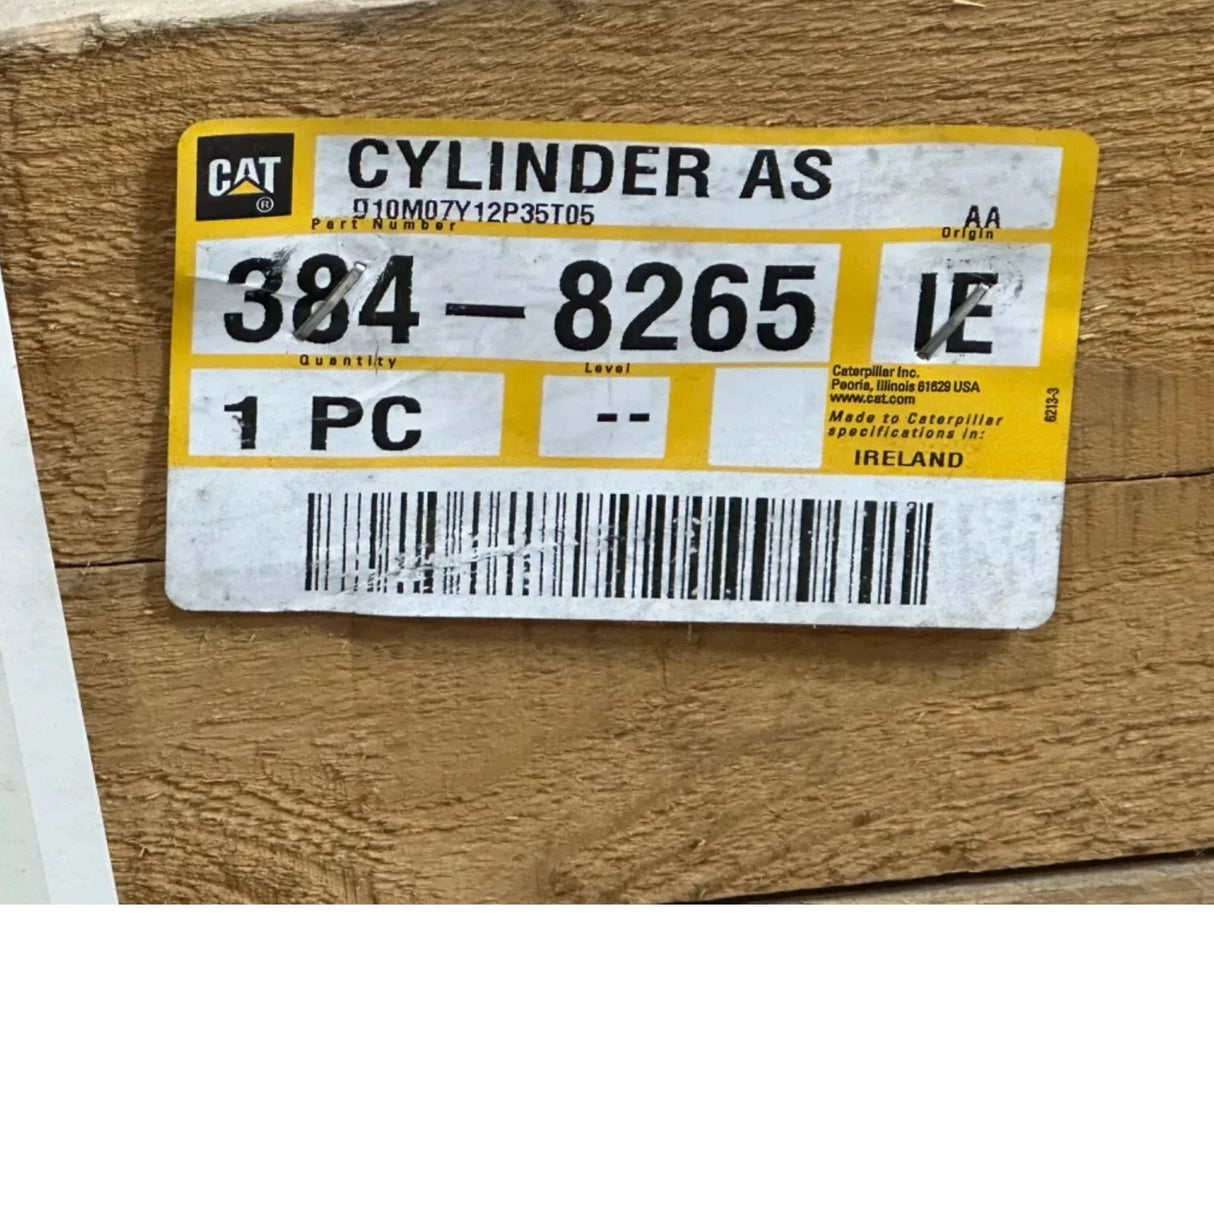 CAT
®
CYLINDER AS
D10M07Y12P35T05
AA
Part Number
Origin
384-8265
IE
Quantity
Level
1 PC
--
Caterpillar Inc.
Peoria, Illinois 61629 USA
www.cat.com
Made to Caterpillar
specifications in:
IRELAND
6213-3